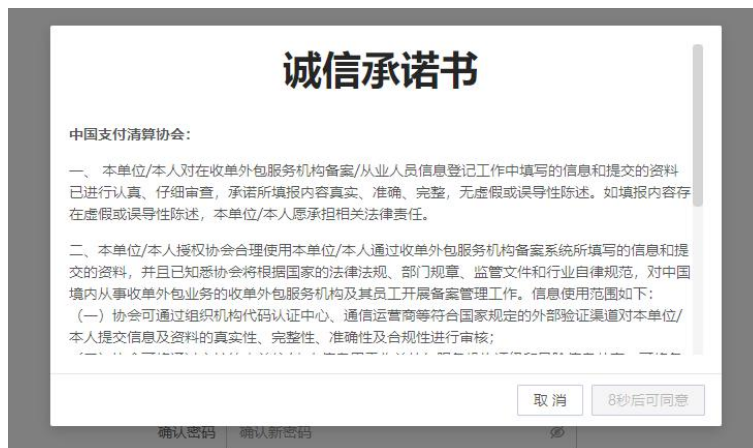 诚信承诺书
中国支付清算协会：
一、 本单位/本人对在收单外包服务机构备案/从业人员信息登记工作中填写的信息和提交的资料
已进行认真、仔细审查，承诺所填报内容真实、准确、完整，无虚假或误导性陈述。如填报内容存
在虚假或误导性陈述，本单位/本人愿承担相关法律责任。
二、本单位/本人授权协会合理使用本单位/本人通过收单外包服务机构备案系统所填写的信息和提
交的资料，并且已知悉协会将根据国家的法律法规、部门规章、监管文件和行业自律规范，对中国
境内从事收单外包业务的收单外包服务机构及其员工开展备案管理工作。信息使用范围如下：
（一）协会可通过组织机构代码认证中心、通信运营商等符合国家规定的外部验证渠道对本单位/
本人提交信息及资料的真实性、完整性、准确性及合规性进行审核；
取 消
8秒后可同意
确认密码
确认新密码